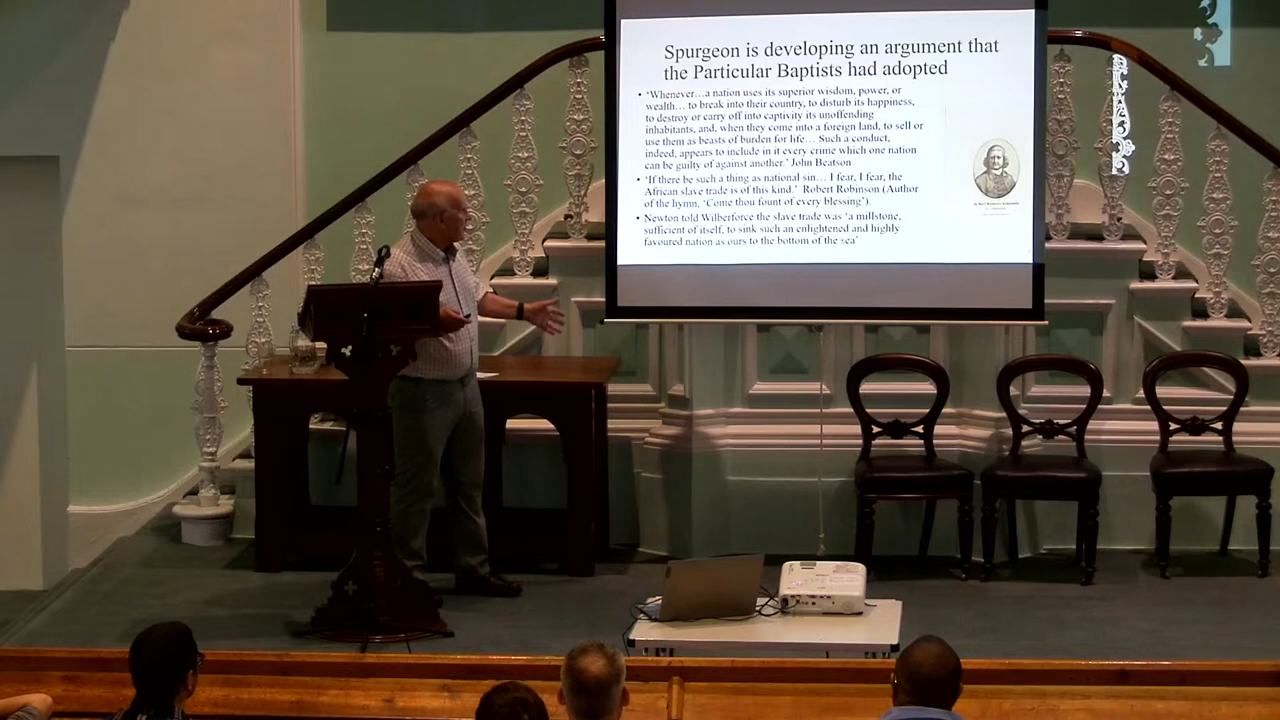 Spurgeon is developing an argument that
the Particular Baptists had adopted
• ‘Whenever…a nation uses its superior wisdom, power, or
wealth… to break into their country, to disturb its happiness,
to destroy or carry off into captivity its unoffending
inhabitants, and, when they come into a foreign land, to sell or
use them as beasts of burden for life… Such a conduct,
indeed, appears to include in it every crime which one nation
can be guilty of against another.’ John Beatson
• ‘If there be such a thing as national sin… I fear, I fear, the
African slave trade is of this kind.’ Robert Robinson (Author
of the hymn, ‘Come thou fount of every blessing’).
• Newton told Wilberforce the slave trade was ‘a millstone,
sufficient of itself, to sink such an enlightened and highly
favoured nation as ours to the bottom of the sea’